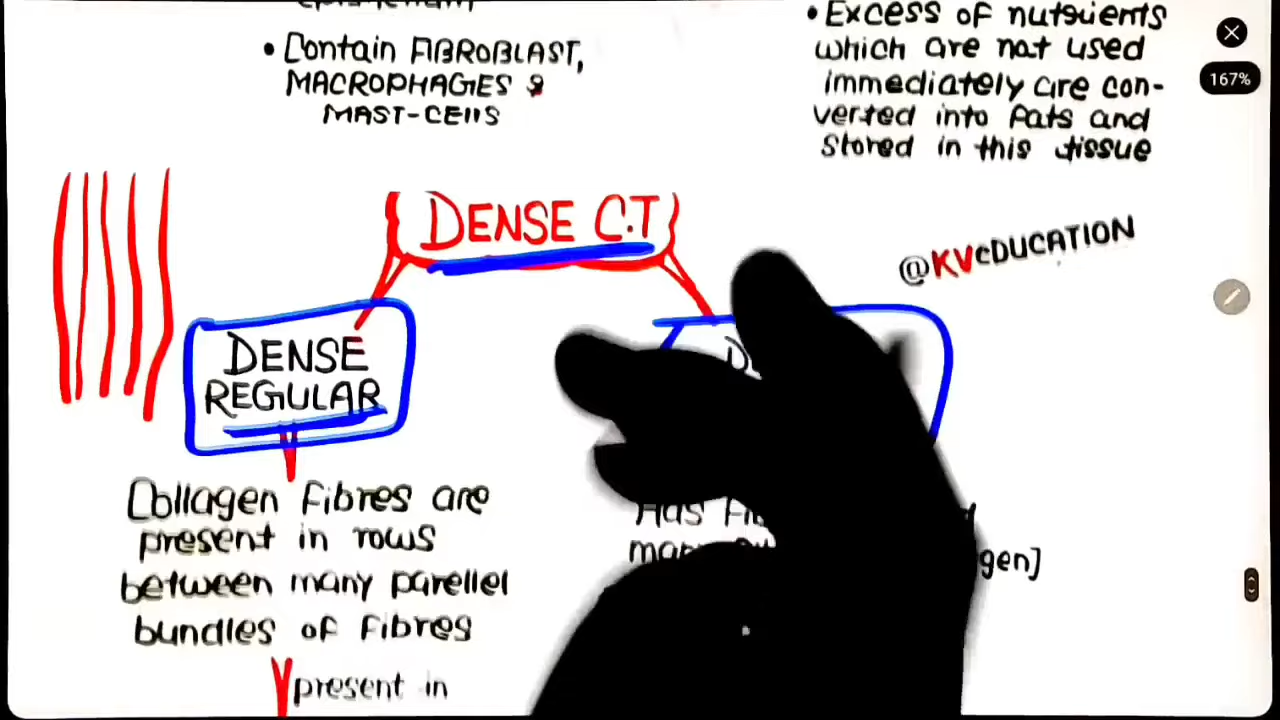 • Contain FIBROBLAST,
MACROPHAGES &
MAST-CELLS
• Excess of nutrients
which are not used
immediately are con-
verted into fats and
stored in this tissue
DENSE C.T
@KVEDUCATION
DENSE
REGULAR
Collagen fibres are
present in rows
between many parellel
bundles of fibres
present in
Has
gen]
167%